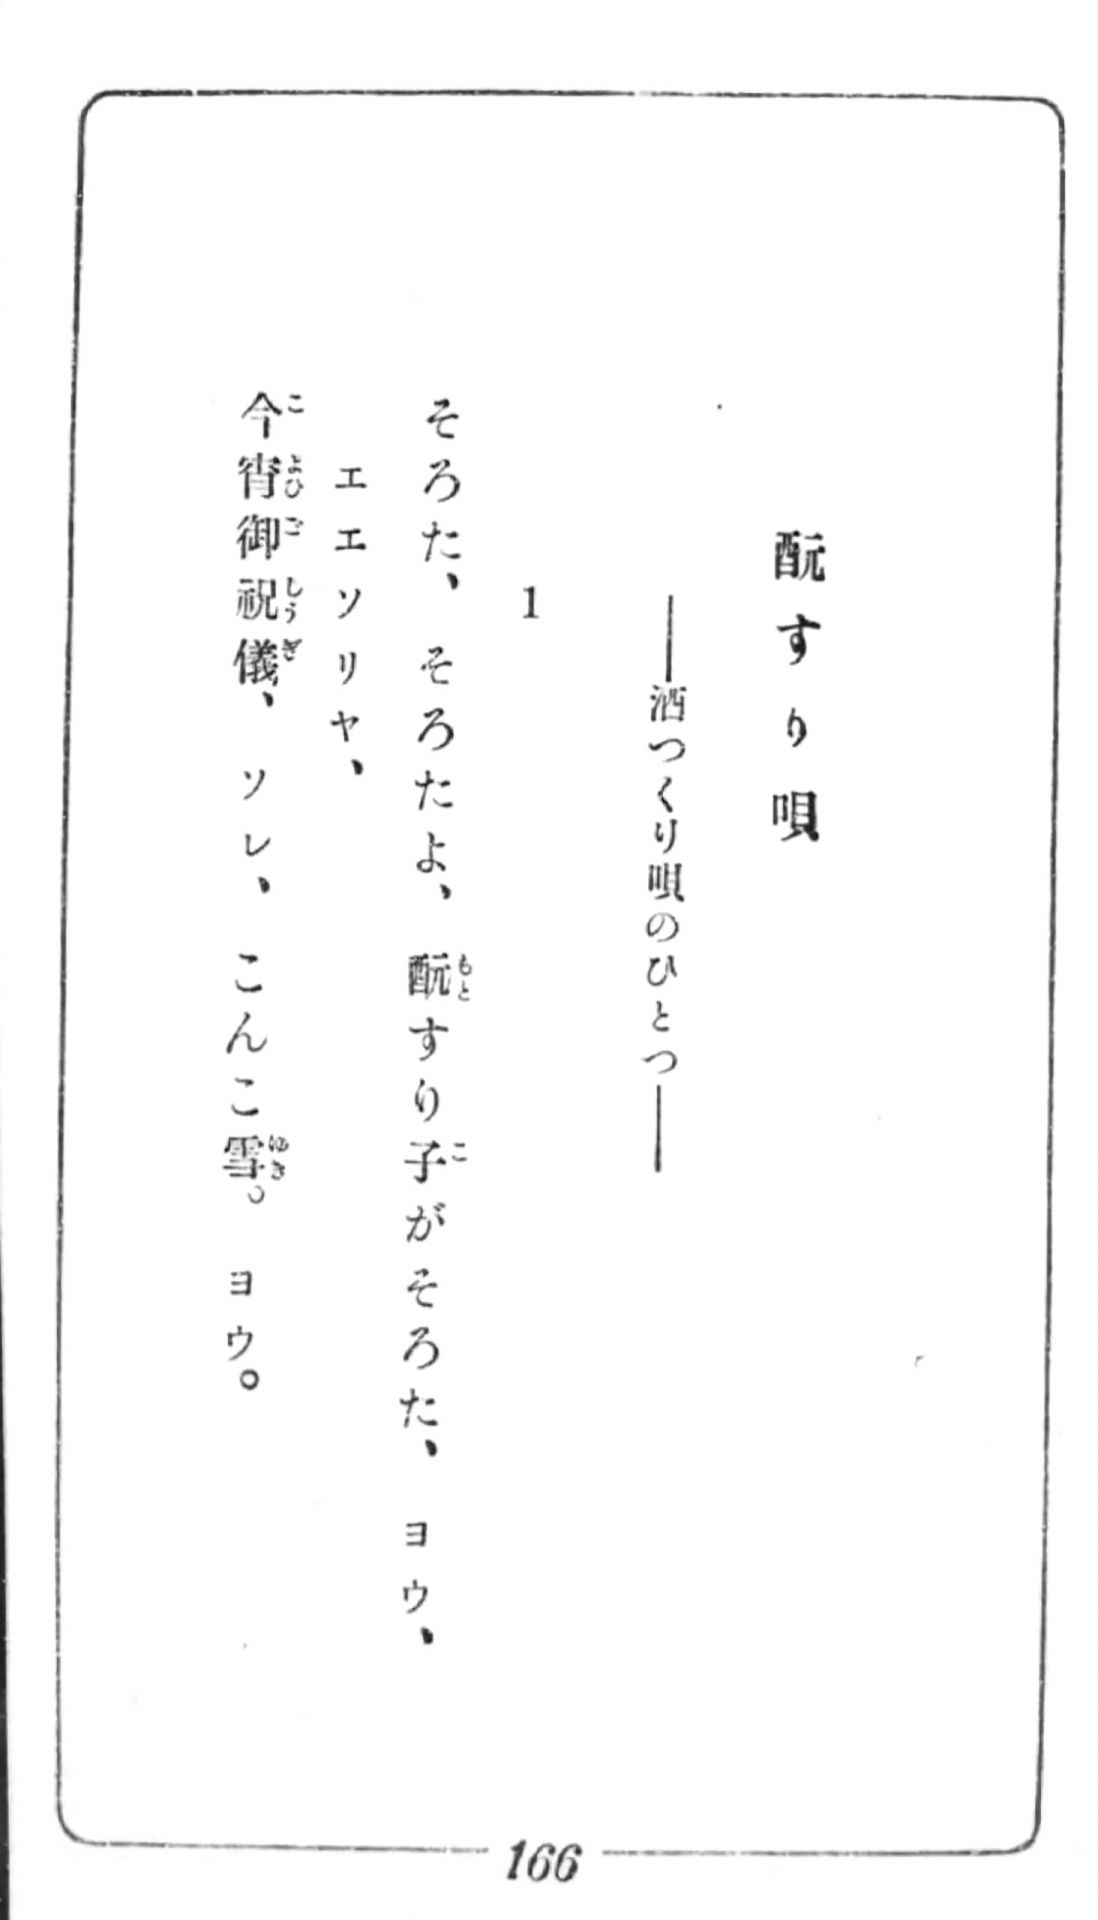 酛すり唄
――酒つくり唄のひとつ――
1
そろた、そろたよ、酛すり子がそろた、ヨウ、
エエソリヤ、
今宵御祝儀、ソレ、こんこ雪。ヨウ。
166